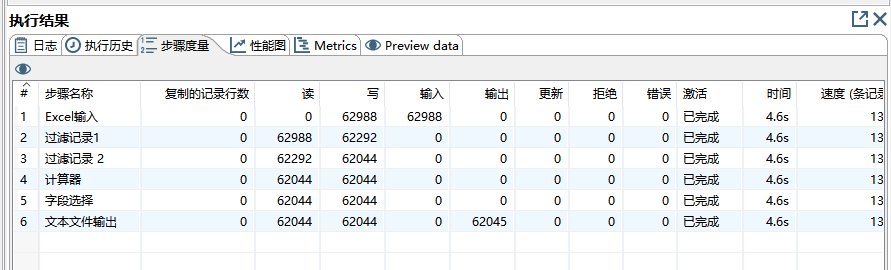 执行结果
日志 执行历史 步骤度量 性能图 Metrics Preview data
# 步骤名称 复制的记录行数 读 写 输入 输出 更新 拒绝 错误 激活 时间 速度 (条记录
1 Excel输入 0 0 62988 62988 0 0 0 0 已完成 4.6s 13
2 过滤记录1 0 62988 62292 0 0 0 0 0 已完成 4.6s 13
3 过滤记录 2 0 62292 62044 0 0 0 0 0 已完成 4.6s 13
4 计算器 0 62044 62044 0 0 0 0 0 已完成 4.6s 13
5 字段选择 0 62044 62044 0 0 0 0 0 已完成 4.6s 13
6 文本文件输出 0 62044 62044 0 62045 0 0 0 已完成 4.6s 13